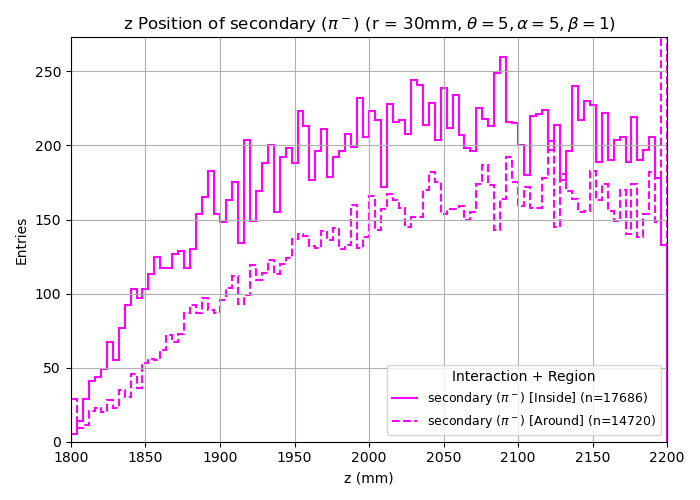 z Position of secondary (π⁻) (r = 30mm, θ = 5, α = 5, β = 1)
Entries
250
200
150
100
50
0
Interaction + Region
secondary (π⁻) [Inside] (n=17686)
secondary (π⁻) [Around] (n=14720)
1800 1850 1900 1950 2000 2050 2100 2150 2200
z (mm)